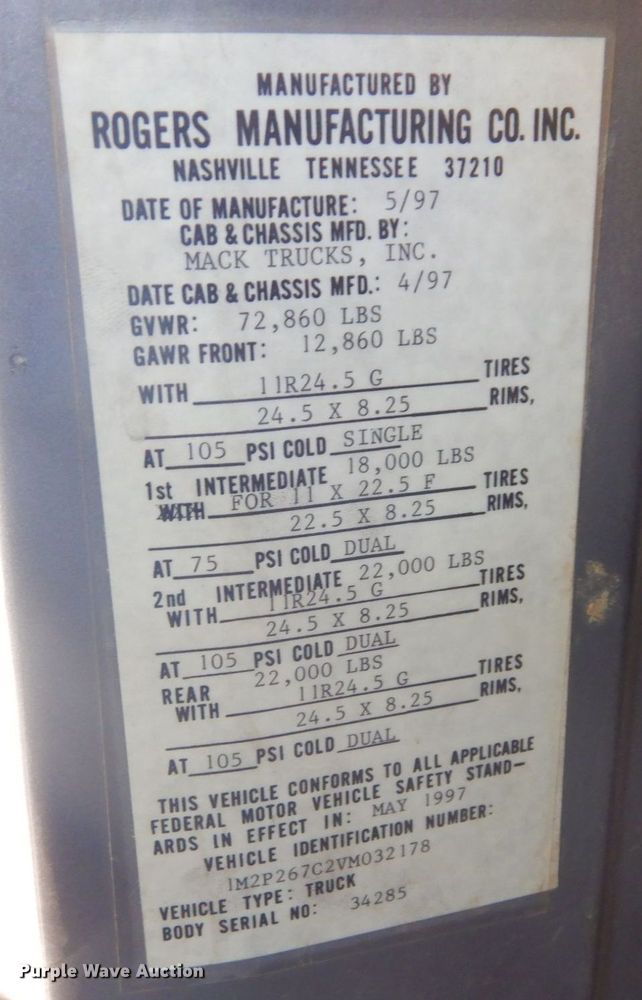 MANUFACTURED BY
ROGERS MANUFACTURING CO. INC.
NASHVILLE TENNESSEE 37210
DATE OF MANUFACTURE: 5/97
CAB & CHASSIS MFD. BY:
MACK TRUCKS, INC.
DATE CAB & CHASSIS MFD.: 4/97
GVWR: 72,860 LBS
GAWR FRONT: 12,860 LBS
WITH 11R24.5 G TIRES
24.5 X 8.25 RIMS,
AT 105 PSI COLD SINGLE
1st INTERMEDIATE 18,000 LBS
WITH FOR 11 X 22.5 F TIRES
22.5 X 8.25 RIMS,
AT 75 PSI COLD DUAL
2nd INTERMEDIATE 22,000 LBS
WITH 11R24.5 G TIRES
24.5 X 8.25 RIMS,
AT 105 PSI COLD DUAL
REAR 22,000 LBS
WITH 11R24.5 G TIRES
24.5 X 8.25 RIMS,
AT 105 PSI COLD DUAL
THIS VEHICLE CONFORMS TO ALL APPLICABLE
FEDERAL MOTOR VEHICLE SAFETY STAND-
ARDS IN EFFECT IN: MAY 1997
VEHICLE IDENTIFICATION NUMBER:
1M2P267C2VM032178
VEHICLE TYPE: TRUCK
BODY SERIAL NO: 34285
Purple Wave Auction